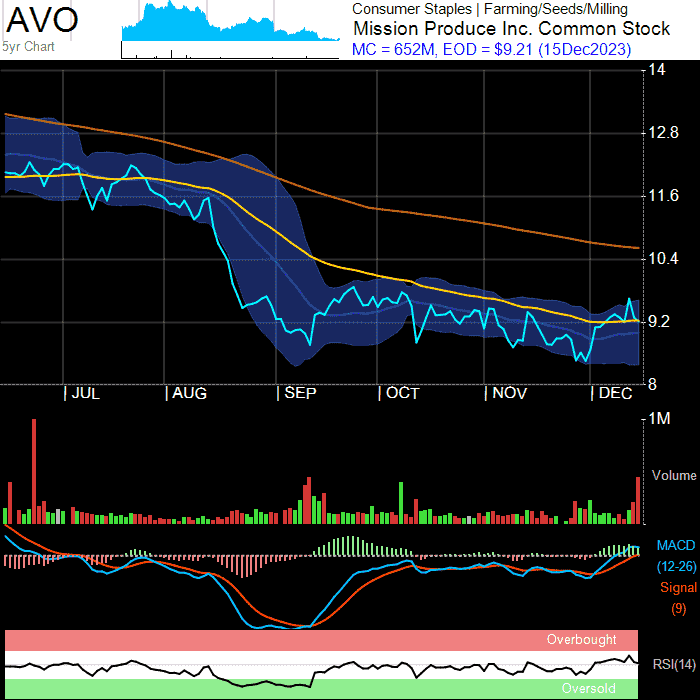 AVO
5yr Chart
Consumer Staples | Farming/Seeds/Milling
Mission Produce Inc. Common Stock
MC = 652M, EOD = $9.21 (15Dec2023)
14
12.8
11.6
10.4
9.2
8
| JUL | AUG | SEP | OCT | NOV | DEC
1M
Volume
MACD
(12-26)
Signal
(9)
Overbought
RSI(14)
Oversold